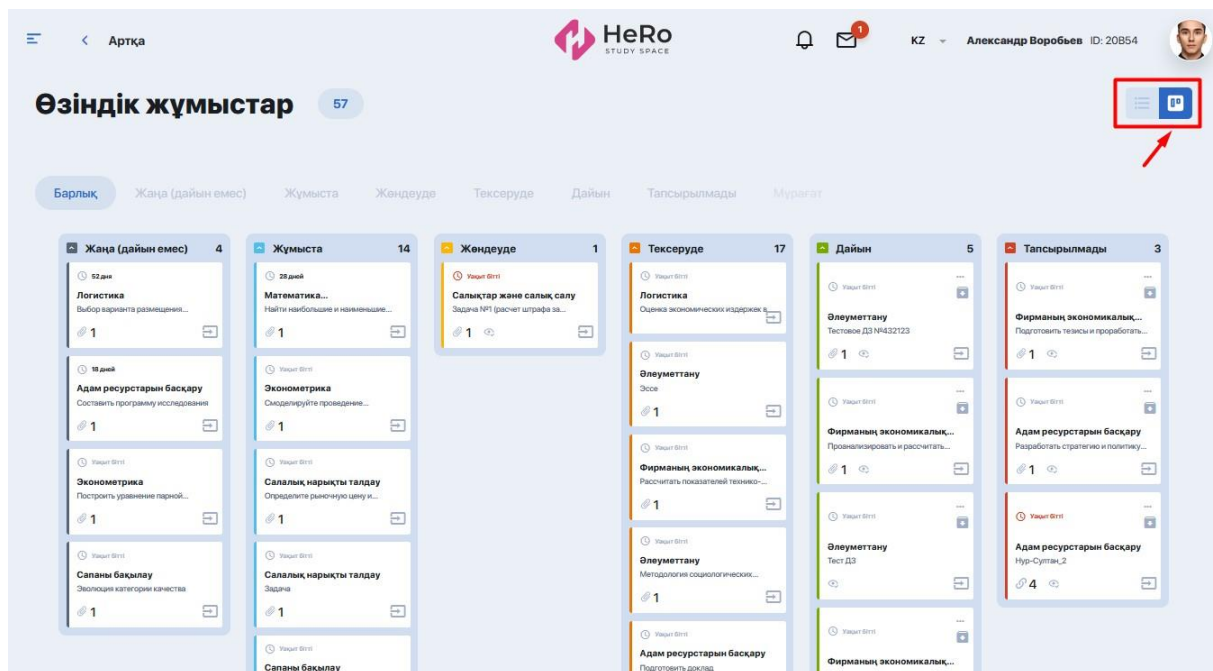 Артқа
HeRo
STUDY SPACE
1
KZ
Александр Воробьев ID: 20B54
Өзіндік жұмыстар 57
Барлық Жаңа (дайын емес) Жұмыста Жөндеуде Тексеруде Дайын Тапсырылмады Мұрағат
Жаңа (дайын емес) 4
52 дня
Логистика
Выбор варианта размещения...
1
18 дней
Адам ресурстарын басқару
Составить программу исследования
1
Уақыт бітті
Эконометрика
Построить уравнение парной...
1
Уақыт бітті
Сапаны бақылау
Эволюция категории качества
1
Жұмыста 14
28 дней
Математика...
Найти наибольшие и наименьшие...
1
Уақыт бітті
Эконометрика
Смоделируйте проведение...
1
Уақыт бітті
Салалық нарықты талдау
Определите рыночную цену и...
1
Уақыт бітті
Салалық нарықты талдау
Задача
1
Уақыт бітті
Сапаны бақылау
Жөндеуде 1
Уақыт бітті
Салықтар және салық салу
Задача №1 (расчет штрафа за...
1
Тексеруде 17
Уақыт бітті
Логистика
Оценка экономических издержек в
1
Уақыт бітті
Әлеуметтану
Эссе
1
Уақыт бітті
Фирманың экономикалық...
Рассчитать показателей технико-...
1
Уақыт бітті
Әлеуметтану
Методология социологических...
1
Уақыт бітті
Адам ресурстарын басқару
Подготовить доклад
Дайын 5
Уақыт бітті
Әлеуметтану
Тестовое ДЗ №432123
1
Уақыт бітті
Фирманың экономикалық...
Проанализировать и рассчитать...
1
Уақыт бітті
Әлеуметтану
Тест ДЗ
Уақыт бітті
Фирманың экономикалық...
Тапсырылмады 3
Уақыт бітті
Фирманың экономикалық...
Подготовить тезисы и проработать...
1
Уақыт бітті
Адам ресурстарын басқару
Разработать стратегию и политику...
1
Уақыт бітті
Адам ресурстарын басқару
Нур-Султан_2
4